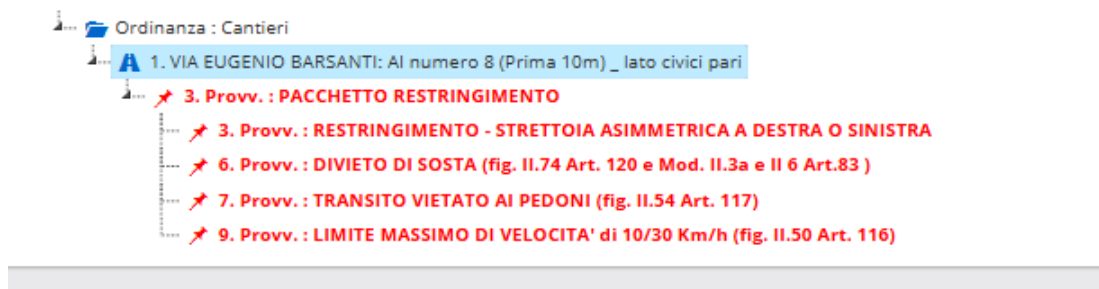 Ordinanza : Cantieri
1. VIA EUGENIO BARSANTI: Al numero 8 (Prima 10m) _ lato civici pari
3. Provv. : PACCHETTO RESTRINGIMENTO
3. Provv. : RESTRINGIMENTO - STRETTOIA ASIMMETRICA A DESTRA O SINISTRA
6. Provv. : DIVIETO DI SOSTA (fig. II.74 Art. 120 e Mod. II.3a e II 6 Art.83 )
7. Provv. : TRANSITO VIETATO AI PEDONI (fig. II.54 Art. 117)
9. Provv. : LIMITE MASSIMO DI VELOCITA' di 10/30 Km/h (fig. II.50 Art. 116)